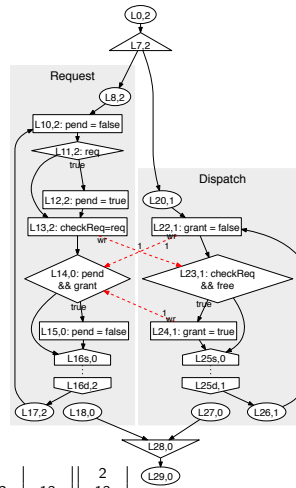 L0,2
L7,2
Request
L8,2
L10,2: pend = false
L11,2: req
true
Dispatch
L12,2: pend = true
L20,1
L13,2: checkReq=req
L22,1: grant = false
wr
wr
1
1
L14,0: pend
&& grant
L23,1: checkReq
&& free
true
true
1
wr
L15,0: pend=false
L24,1: grant = true
L16s,0
L25s,0
L16d,2
L25d,1
L17,2
L18,0
L27,0
L26,1
L28,0
2
L29,0